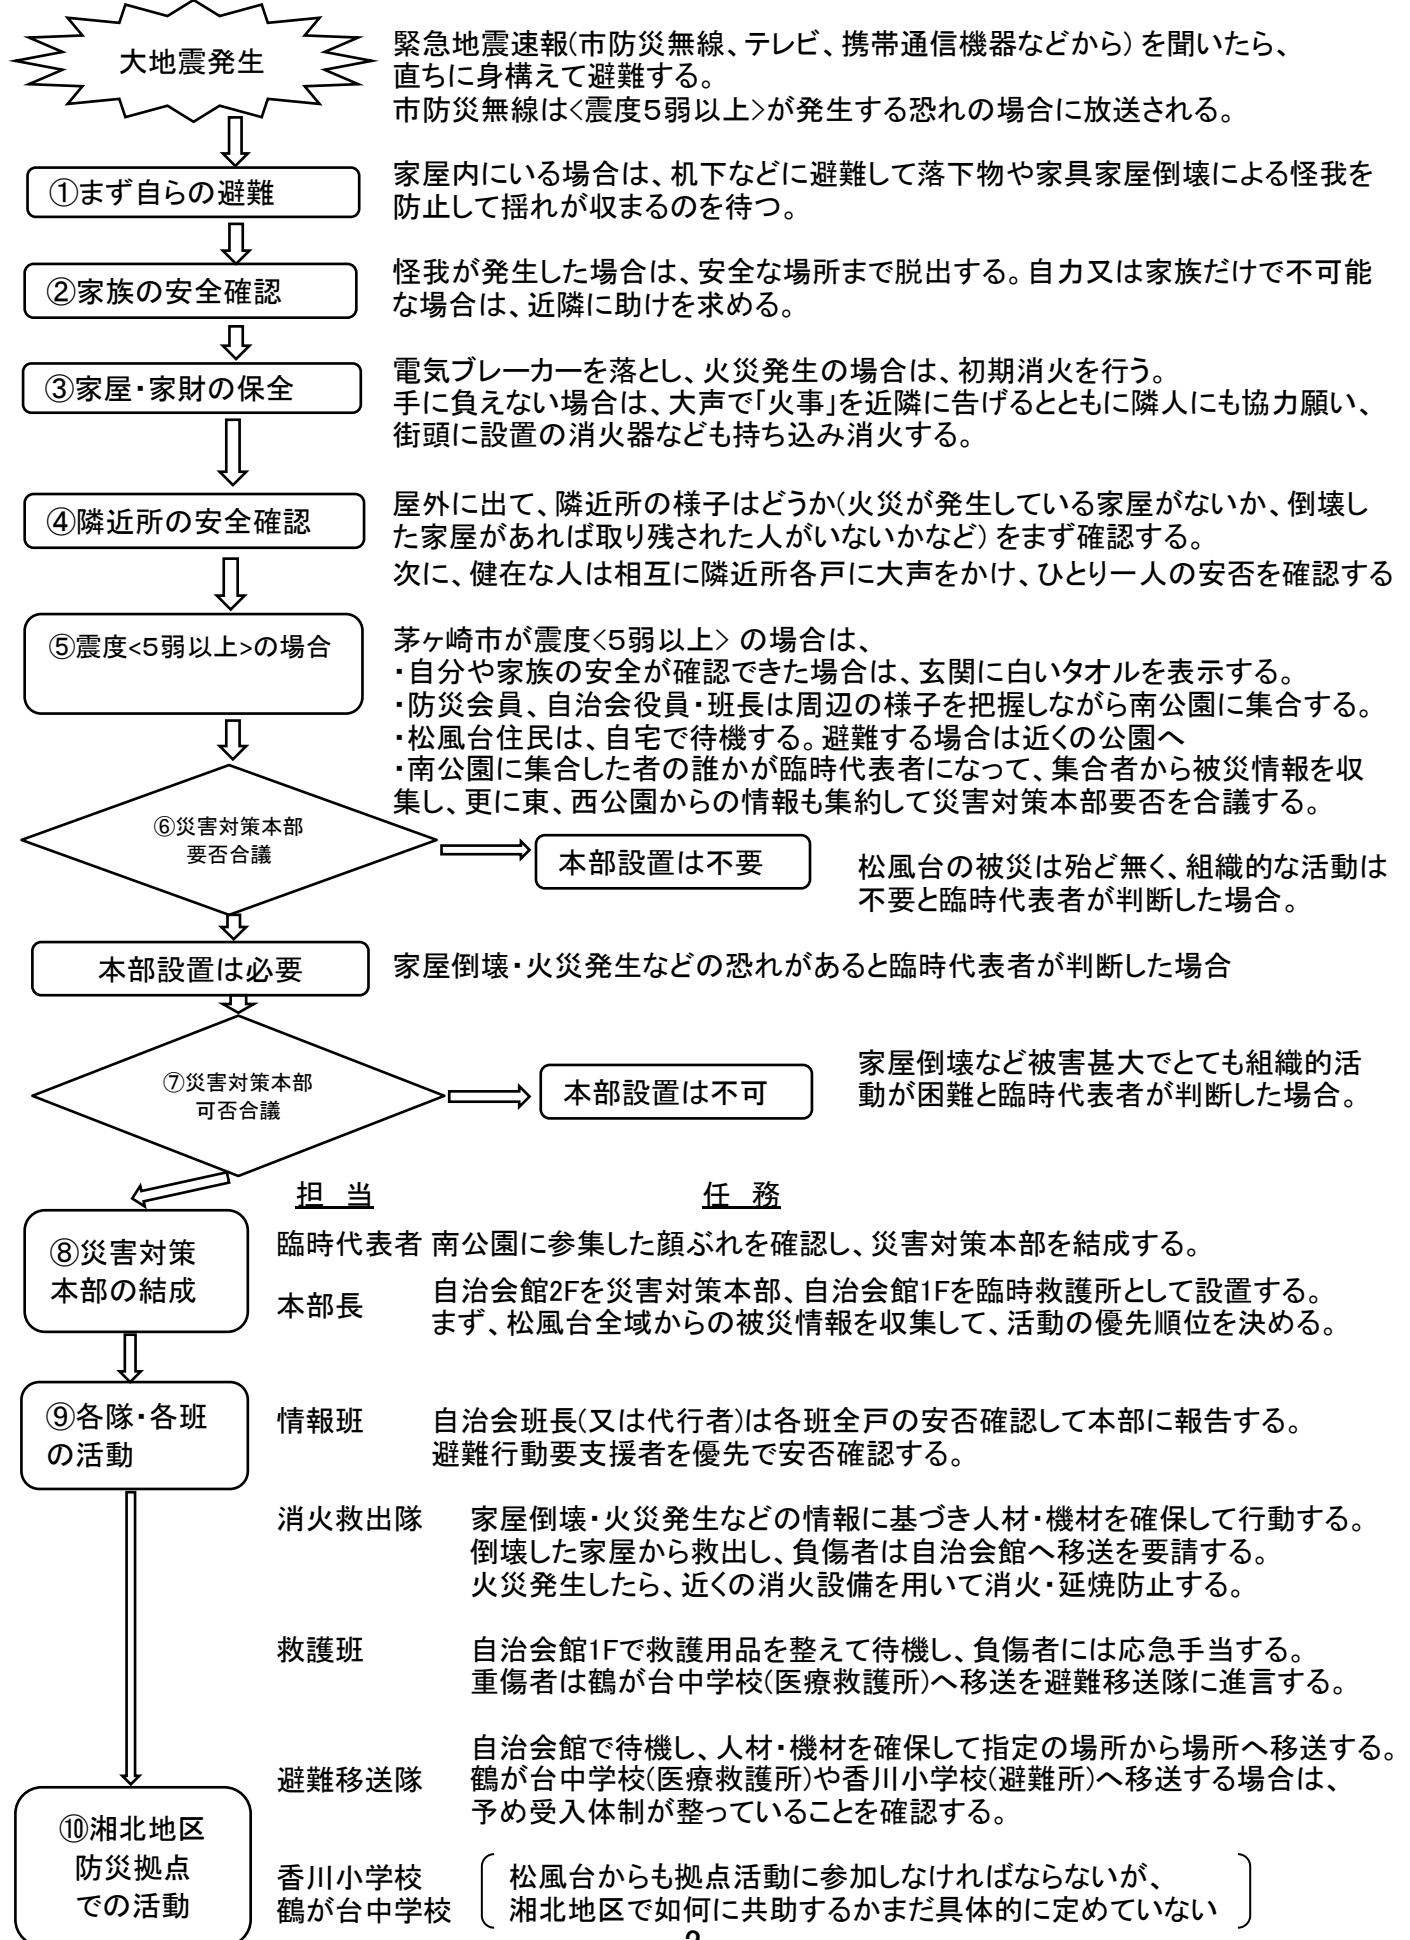 大地震発生
緊急地震速報(市防災無線、テレビ、携帯通信機器などから)を聞いたら、
直ちに身構えて避難する。
市防災無線は<震度5弱以上>が発生する恐れの場合に放送される。
①まず自らの避難
家屋内にいる場合は、机下などに避難して落下物や家具家屋倒壊による怪我を
防止して揺れが収まるのを待つ。
②家族の安全確認
怪我が発生した場合は、安全な場所まで脱出する。自力又は家族だけで不可能
な場合は、近隣に助けを求める。
③家屋・家財の保全
電気ブレーカーを落とし、火災発生の場合は、初期消火を行う。
手に負えない場合は、大声で「火事」を近隣に告げるとともに隣人にも協力願い、
街頭に設置の消火器なども持ち込み消火する。
④隣近所の安全確認
屋外に出て、隣近所の様子はどうか(火災が発生している家屋がないか、倒壊し
た家屋があれば取り残された人がいないかなど)をまず確認する。
次に、健在な人は相互に隣近所各戸に大声をかけ、ひとり一人の安否を確認する
⑤震度<5弱以上>の場合
茅ヶ崎市が震度<5弱以上> の場合は、
・自分や家族の安全が確認できた場合は、玄関に白いタオルを表示する。
・防災会員、自治会役員・班長は周辺の様子を把握しながら南公園に集合する。
・松風台住民は、自宅で待機する。避難する場合は近くの公園へ
・南公園に集合した者の誰かが臨時代表者になって、集合者から被災情報を収
集し、更に東、西公園からの情報も集約して災害対策本部要否を合議する。
⑥災害対策本部
要否合議
本部設置は不要
松風台の被災は殆ど無く、組織的な活動は
不要と臨時代表者が判断した場合。
本部設置は必要
家屋倒壊・火災発生などの恐れがあると臨時代表者が判断した場合
⑦災害対策本部
可否合議
本部設置は不可
家屋倒壊など被害甚大でとても組織的活
動が困難と臨時代表者が判断した場合。
担 当
任 務
⑧災害対策
本部の結成
臨時代表者 南公園に参集した顔ぶれを確認し、災害対策本部を結成する。
本部長
自治会館2Fを災害対策本部、自治会館1Fを臨時救護所として設置する。
まず、松風台全域からの被災情報を収集して、活動の優先順位を決める。
⑨各隊・各班
の活動
情報班
自治会班長(又は代行者)は各班全戸の安否確認して本部に報告する。
避難行動要支援者を優先で安否確認する。
消火救出隊
家屋倒壊・火災発生などの情報に基づき人材・機材を確保して行動する。
倒壊した家屋から救出し、負傷者は自治会館へ移送を要請する。
火災発生したら、近くの消火設備を用いて消火・延焼防止する。
救護班
自治会館1Fで救護用品を整えて待機し、負傷者には応急手当する。
重傷者は鶴が台中学校(医療救護所)へ移送を避難移送隊に進言する。
避難移送隊
自治会館で待機し、人材・機材を確保して指定の場所から場所へ移送する。
鶴が台中学校(医療救護所)や香川小学校(避難所)へ移送する場合は、
予め受入体制が整っていることを確認する。
⑩湘北地区
防災拠点
での活動
香川小学校
鶴が台中学校
松風台からも拠点活動に参加しなければならないが、
湘北地区で如何に共助するかまだ具体的に定めていない